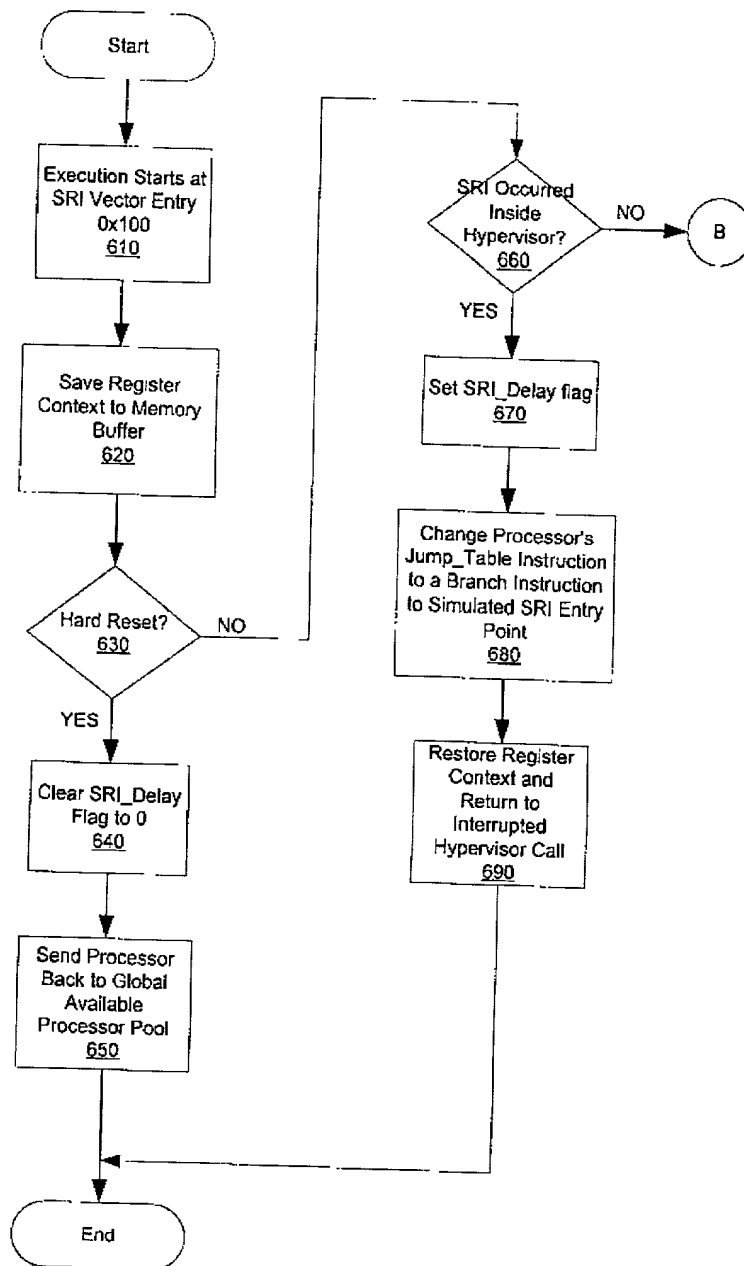 Start
Execution Starts at
SRI Vector Entry
0x100
610
Save Register
Context to Memory
Buffer
620
Hard Reset?
630
NO
YES
Clear SRI_Delay
Flag to 0
640
Send Processor
Back to Global
Available
Processor Pool
650
End
SRI Occurred
Inside
Hypervisor?
660
NO
B
YES
Set SRI_Delay flag
670
Change Processor's
Jump_Table Instruction
to a Branch Instruction
to Simulated SRI Entry
Point
680
Restore Register
Context and
Return to
Interrupted
Hypervisor Call
690